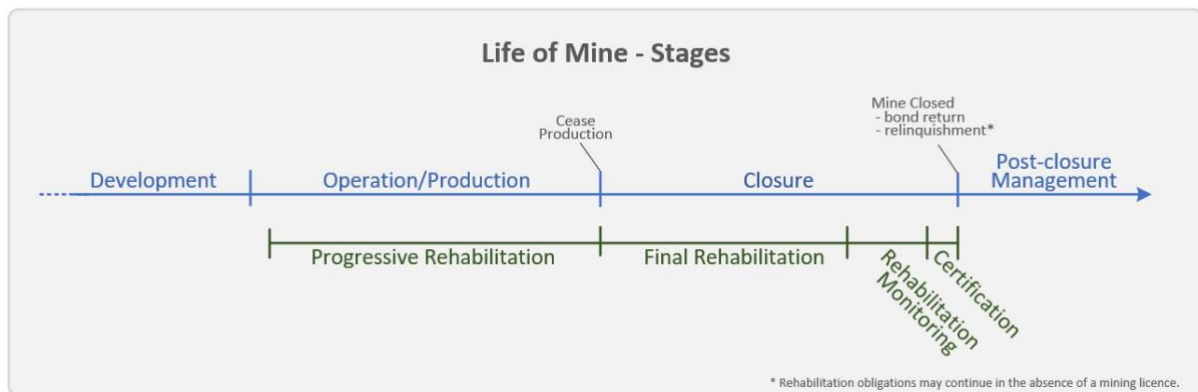 Life of Mine - Stages
Cease
Production
Mine Closed
- bond return
- relinquishment*
Development
Operation/Production
Closure
Post-closure
Management
Progressive Rehabilitation
Final Rehabilitation
Rehabilitation
Monitoring
Certification
* Rehabilitation obligations may continue in the absence of a mining licence.